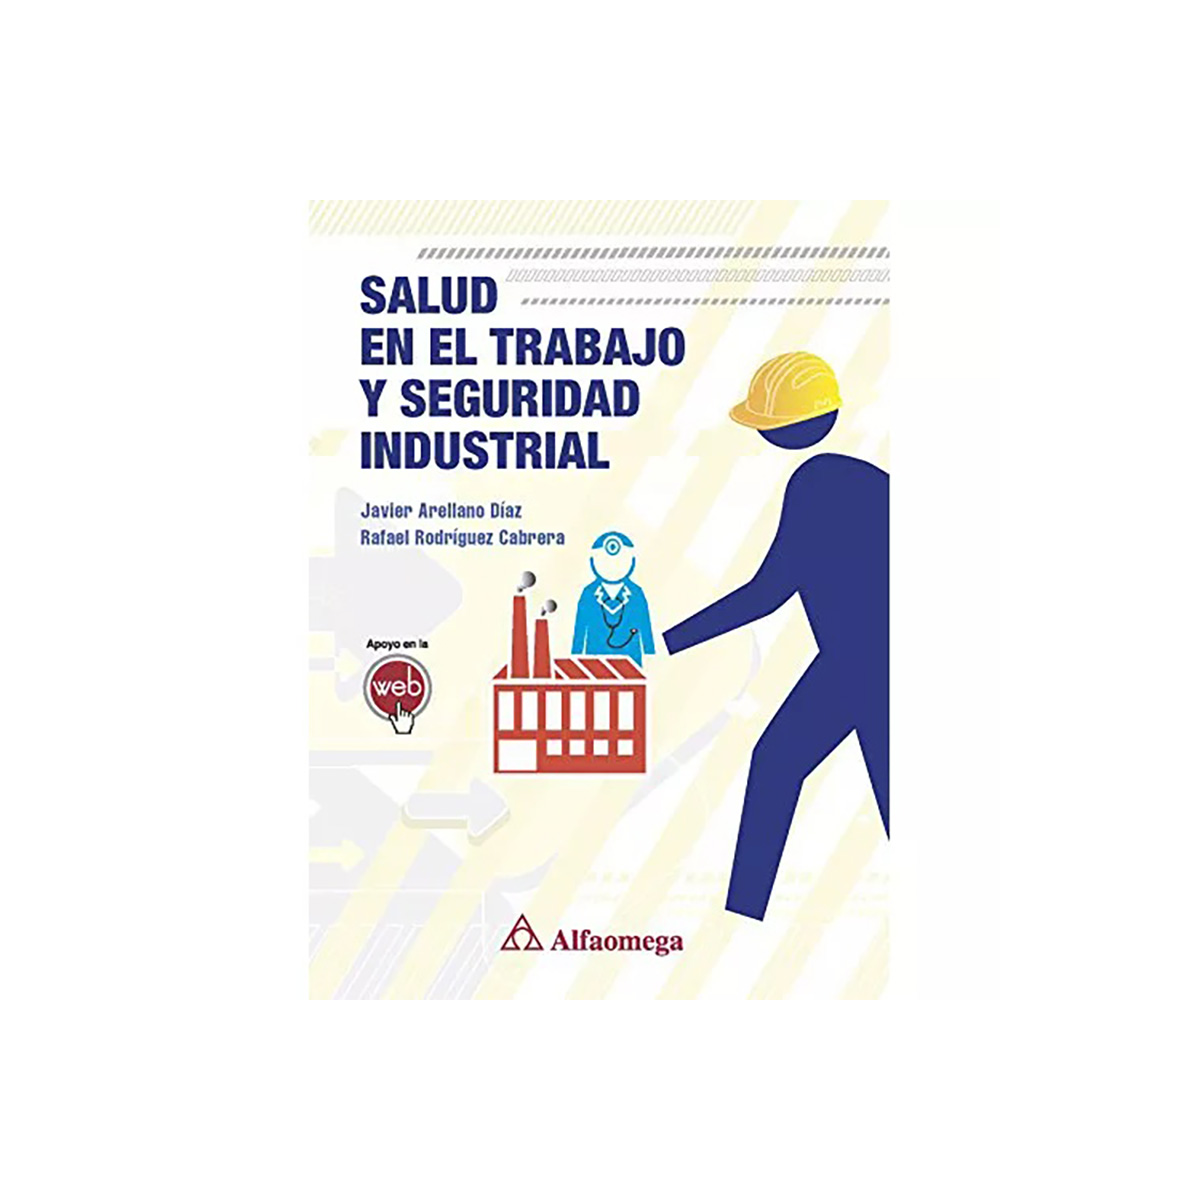 SALUD
EN EL TRABAJO
Y SEGURIDAD
INDUSTRIAL
Javier Arellano Díaz
Rafael Rodríguez Cabrera
Apoyo en la
web
Alfaomega